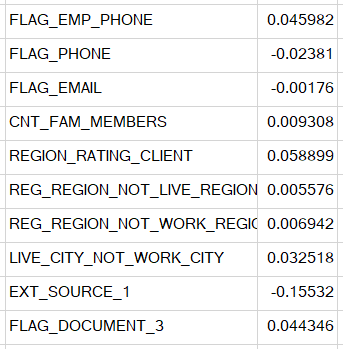 FLAG_EMP_PHONE 0.045982
FLAG_PHONE -0.02381
FLAG_EMAIL -0.00176
CNT_FAM_MEMBERS 0.009308
REGION_RATING_CLIENT 0.058899
REG_REGION_NOT_LIVE_REGION 0.005576
REG_REGION_NOT_WORK_REGIO 0.006942
LIVE_CITY_NOT_WORK_CITY 0.032518
EXT_SOURCE_1 -0.15532
FLAG_DOCUMENT_3 0.044346